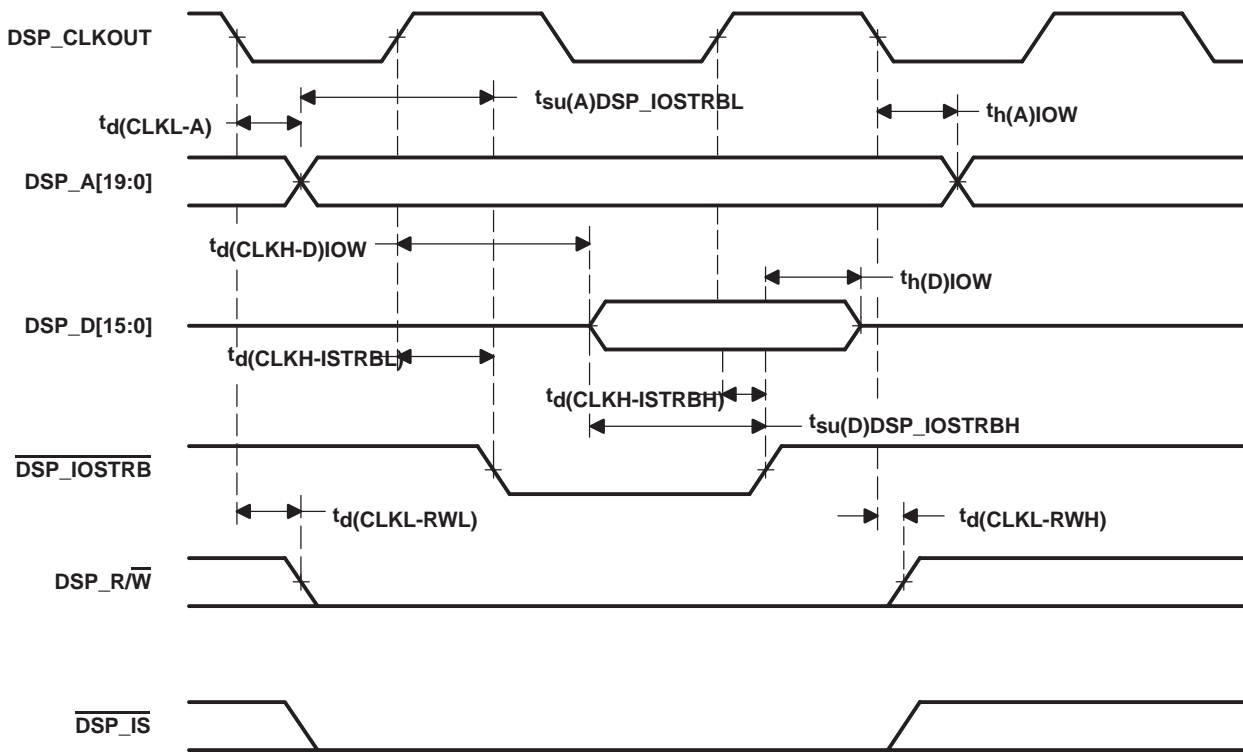 DSP_CLKOUT
tsu(A)DSP_IOSTRBL
td(CLKL-A)
th(A)IOW
DSP_A[19:0]
td(CLKH-D)IOW
th(D)IOW
DSP_D[15:0]
td(CLKH-ISTRBL)
td(CLKH-ISTRBH)
tsu(D)DSP_IOSTRBH
DSP_IOSTRB
td(CLKL-RWL)
td(CLKL-RWH)
DSP_R/W
DSP_IS